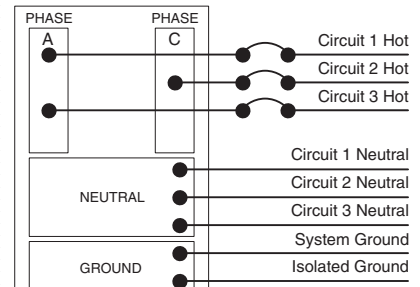 PHASE PHASE
A C
Circuit 1 Hot
Circuit 2 Hot
Circuit 3 Hot
Circuit 1 Neutral
NEUTRAL
Circuit 2 Neutral
Circuit 3 Neutral
System Ground
GROUND
Isolated Ground